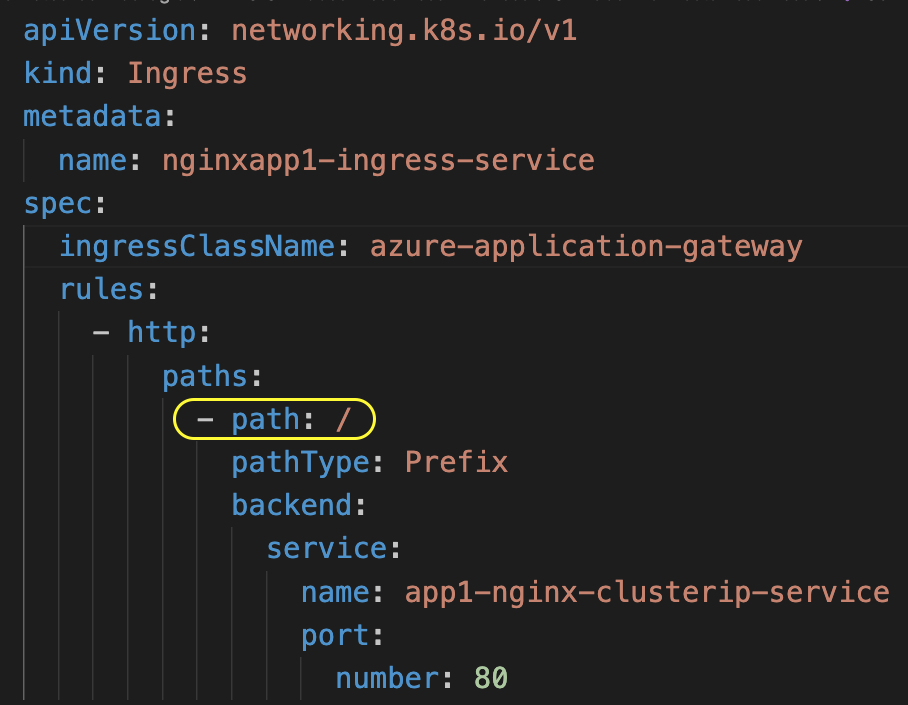 apiVersion: networking.k8s.io/v1
kind: Ingress
metadata:
  name: nginxapp1-ingress-service
spec:
  ingressClassName: azure-application-gateway
  rules:
    - http:
        paths:
          - path: /
            pathType: Prefix
            backend:
              service:
                name: app1-nginx-clusterip-service
                port:
                  number: 80